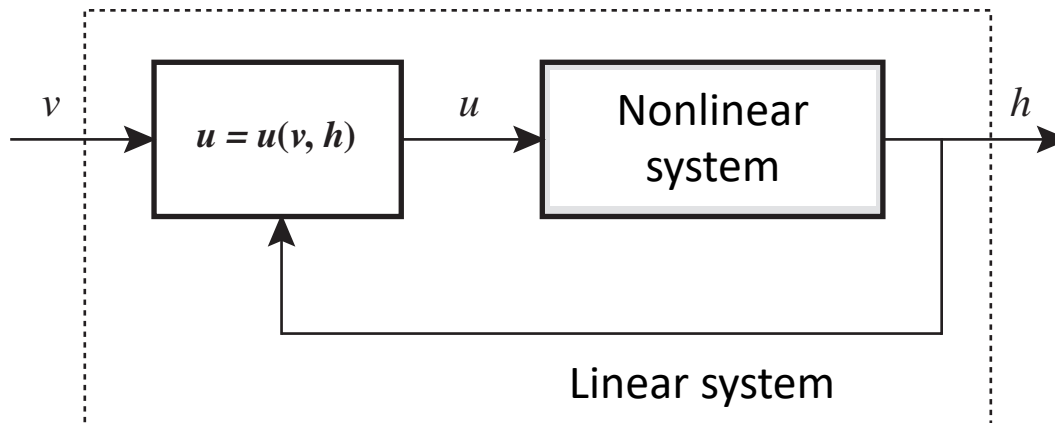 v
u = u(v, h)
u
Nonlinear
system
h
Linear system